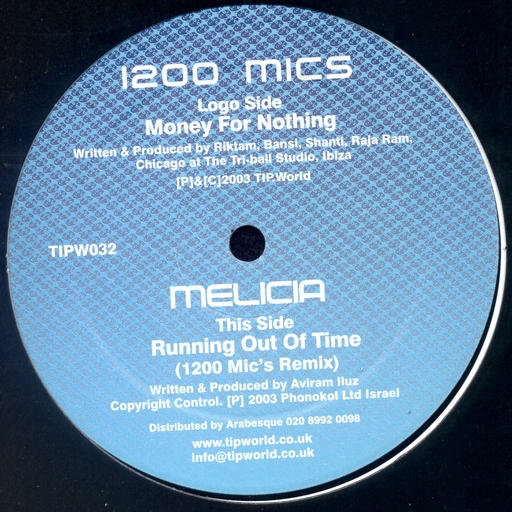 1200 MICS
Logo Side
Money For Nothing
Written & Produced by Riktam, Bansi, Shanti, Raja Ram,
Chicago at The Tri-ball Studio, Ibiza
[P]&[C]2003 TIP.World
TIPW032
MELICIA
This Side
Running Out Of Time
(1200 Mic's Remix)
Written & Produced by Aviram Iluz
Copyright Control. [P] 2003 Phonokol Ltd Israel
Distributed by Arabesque 020 8992 0098
www.tipworld.co.uk
info@tipworld.co.uk